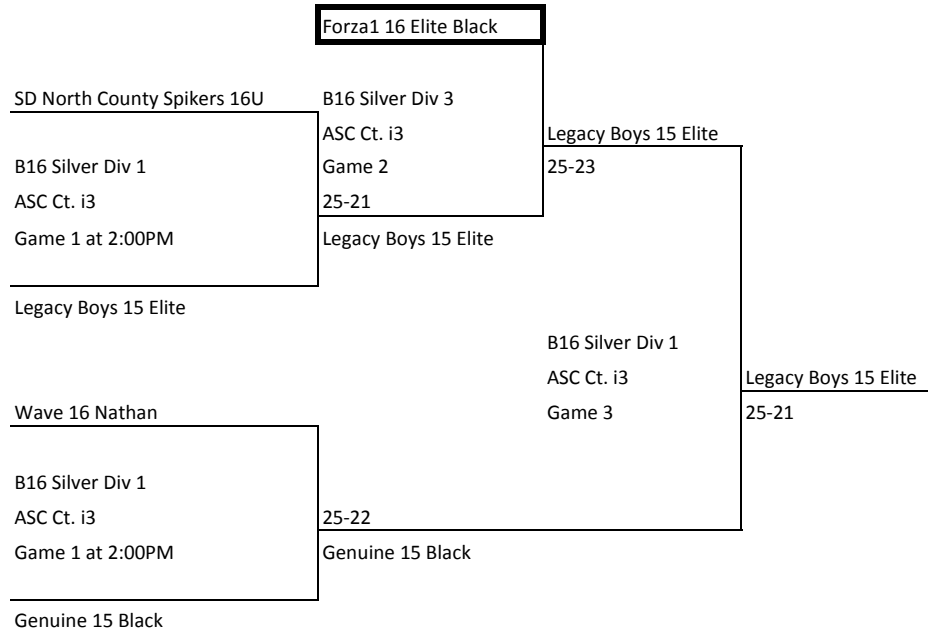 Forza1 16 Elite Black
SD North County Spikers 16U
B16 Silver Div 3
ASC Ct. i3
Legacy Boys 15 Elite
B16 Silver Div 1
Game 2
25-23
ASC Ct. i3
25-21
Game 1 at 2:00PM
Legacy Boys 15 Elite
Legacy Boys 15 Elite
B16 Silver Div 1
ASC Ct. i3
Legacy Boys 15 Elite
Wave 16 Nathan
Game 3
25-21
B16 Silver Div 1
ASC Ct. i3
25-22
Game 1 at 2:00PM
Genuine 15 Black
Genuine 15 Black